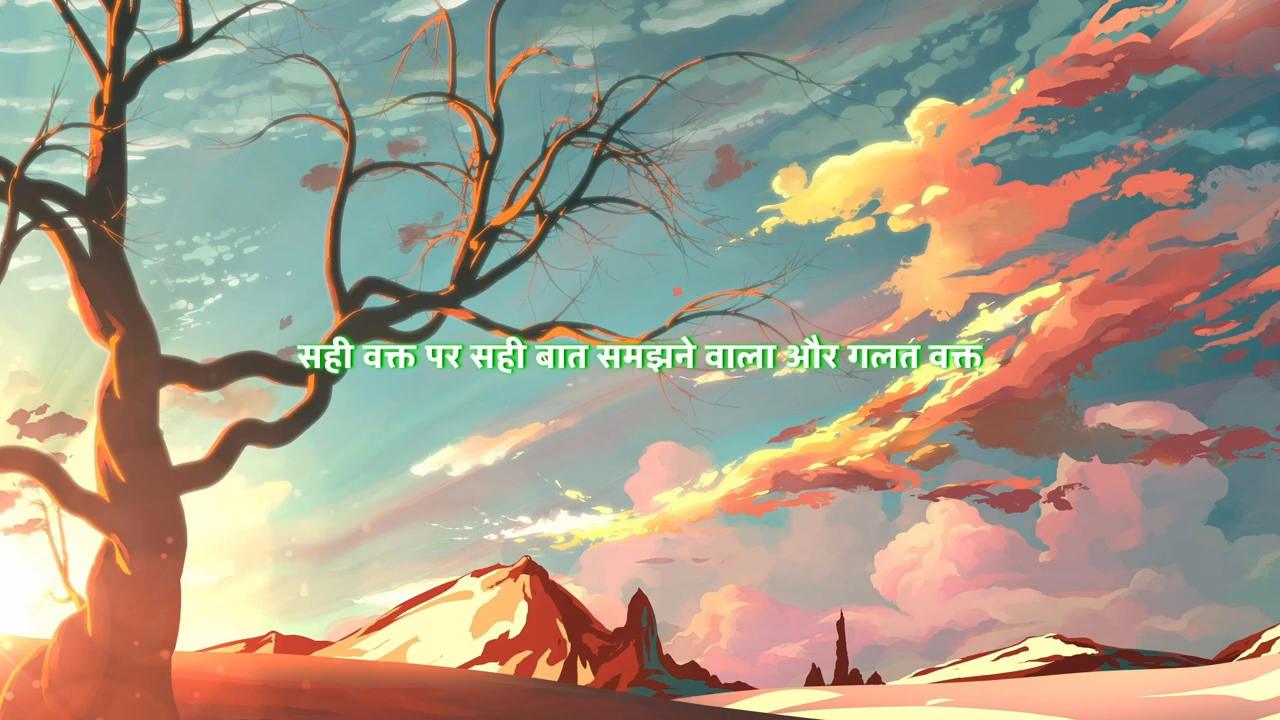 सही वक्त पर सही बात समझने वाला और गलत वक्त